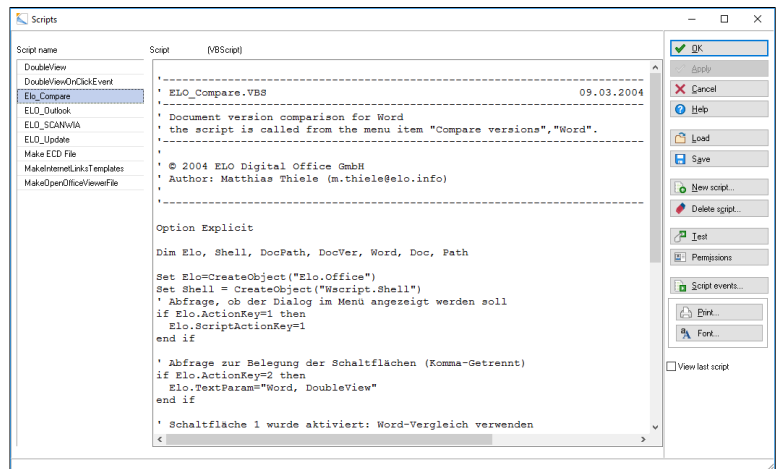 Scripts
Script name
Script (VBScript)
DoubleView
DoubleViewOnClickEvent
Elo_Compare
ELO_Outlook
ELO_SCANWIA
ELO_Update
Make ECD File
MakeInternetLinksTemplates
MakeOpenOfficeViewerFile
'---------------------------------------------------------------------------
' ELO_Compare.VBS 09.03.2004
'---------------------------------------------------------------------------
' Document version comparison for Word
' the script is called from the menu item "Compare versions","Word".
'---------------------------------------------------------------------------
'
' © 2004 ELO Digital Office GmbH
' Author: Matthias Thiele (m.thiele@elo.info)
'
'---------------------------------------------------------------------------
Option Explicit
Dim Elo, Shell, DocPath, DocVer, Word, Doc, Path
Set Elo=CreateObject("Elo.Office")
Set Shell = CreateObject("Wscript.Shell")
' Abfrage, ob der Dialog im Menü angezeigt werden soll
if Elo.ActionKey=1 then
Elo.ScriptActionKey=1
end if
' Abfrage zur Belegung der Schaltflächen (Komma-Getrennt)
if Elo.ActionKey=2 then
Elo.TextParam="Word, DoubleView"
end if
' Schaltfläche 1 wurde aktiviert: Word-Vergleich verwenden
OK
Apply
Cancel
Help
Load
Save
New script...
Delete script...
Test
Permissions
Script events...
Print...
Font...
View last script